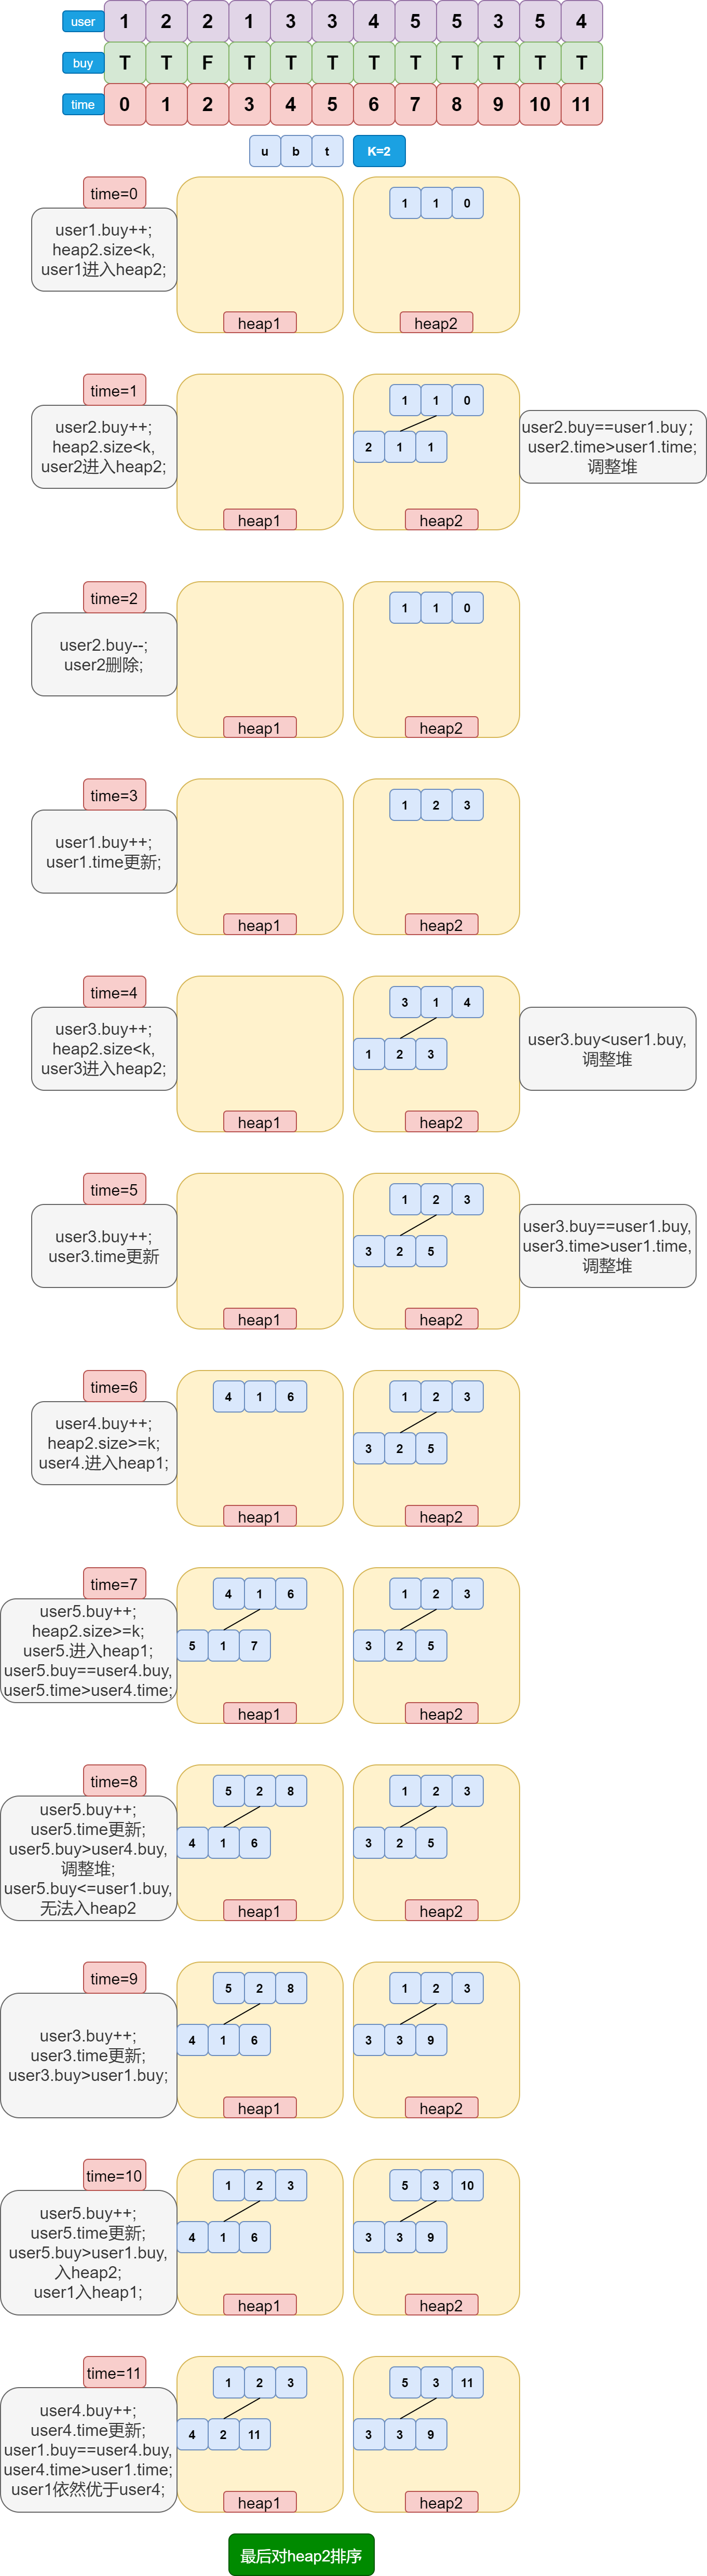 user 1 2 2 1 3 3 4 5 5 3 5 4
buy T T F T T T T T T T T T
time 0 1 2 3 4 5 6 7 8 9 10 11
u b t K=2
time=0
user1.buy++;
heap2.size<k,
user1进入heap2;
1 1 0
heap1
heap2
time=1
user2.buy++;
heap2.size<k,
user2进入heap2;
1 1 0
2 1 1
heap1
heap2
user2.buy==user1.buy；
user2.time>user1.time;
调整堆
time=2
user2.buy--;
user2删除;
1 1 0
heap1
heap2
time=3
user1.buy++;
user1.time更新;
1 2 3
heap1
heap2
time=4
user3.buy++;
heap2.size<k,
user3进入heap2;
3 1 4
1 2 3
heap1
heap2
user3.buy<user1.buy,
调整堆
time=5
user3.buy++;
user3.time更新
1 2 3
3 2 5
heap1
heap2
user3.buy==user1.buy,
user3.time>user1.time,
调整堆
time=6
user4.buy++;
heap2.size>=k;
user4.进入heap1;
4 1 6
heap1
1 2 3
3 2 5
heap2
time=7
user5.buy++;
heap2.size>=k;
user5.进入heap1;
user5.buy==user4.buy,
user5.time>user4.time;
4 1 6
5 1 7
heap1
1 2 3
3 2 5
heap2
time=8
user5.buy++;
user5.time更新;
user5.buy>user4.buy,
调整堆;
user5.buy<=user1.buy,
无法入heap2
5 2 8
4 1 6
heap1
1 2 3
3 2 5
heap2
time=9
user3.buy++;
user3.time更新;
user3.buy>user1.buy;
5 2 8
4 1 6
heap1
1 2 3
3 3 9
heap2
time=10
user5.buy++;
user5.time更新;
user5.buy>user1.buy,
入heap2;
user1入heap1;
1 2 3
4 1 6
heap1
5 3 10
3 3 9
heap2
time=11
user4.buy++;
user4.time更新;
user1.buy==user4.buy,
user4.time>user1.time;
user1依然优于user4;
1 2 3
4 2 11
heap1
5 3 11
3 3 9
heap2
最后对heap2排序